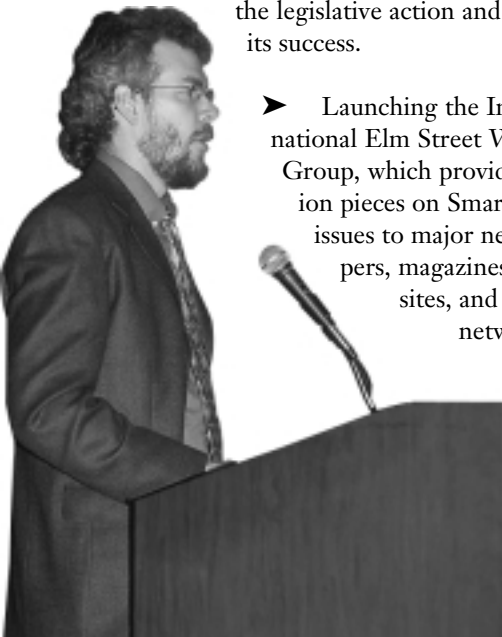 the legislative action and
its success.
➤ Launching the In
national Elm Street W
Group, which provid
ion pieces on Smar
issues to major ne
pers, magazines
sites, and
netw